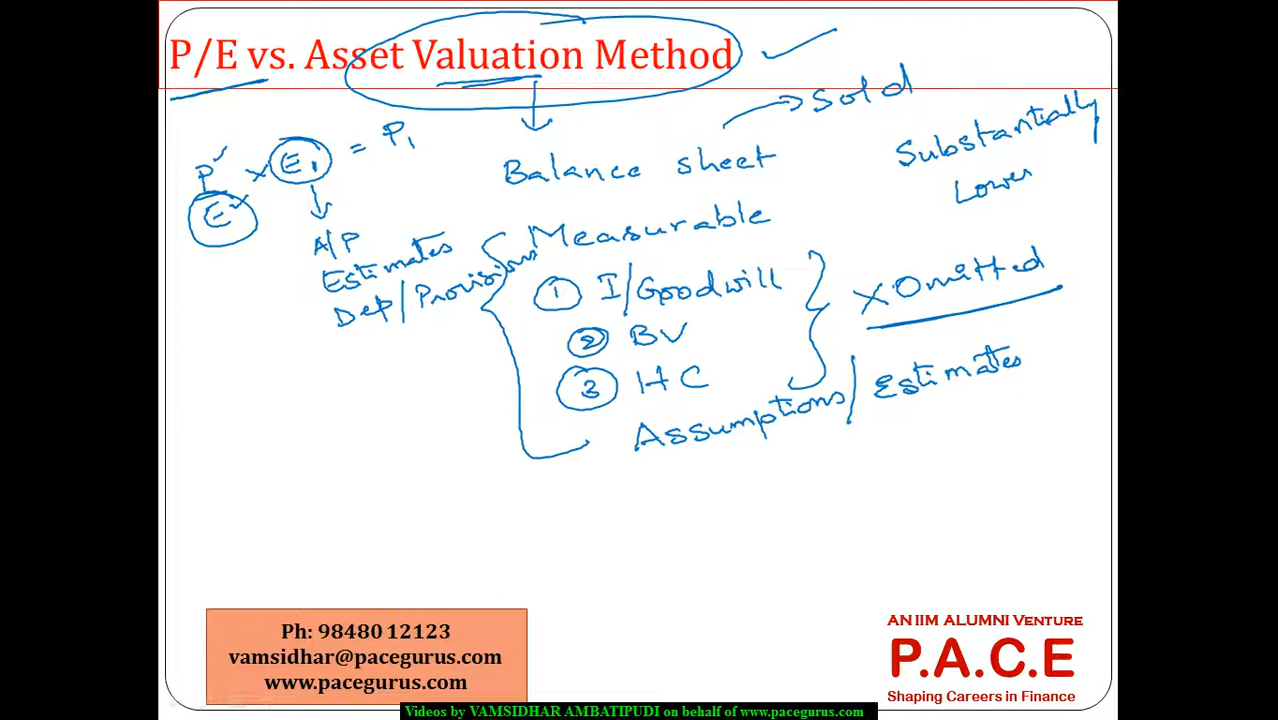 P/E vs. Asset Valuation Method
Sold
Substantially
Lower
P × E1 = P1
E
A/P
Estimates
Dep/Provisions
Balance sheet
Measurable
① I/Goodwill
② BV
③ HC
× Omitted
Assumptions/Estimates
Ph: 98480 12123
vamsidhar@pacegurus.com
www.pacegurus.com
AN IIM ALUMNI VENTURE
P.A.C.E
Shaping Careers in Finance
Videos by VAMSIDHAR AMBATIPUDI on behalf of www.pacegurus.com